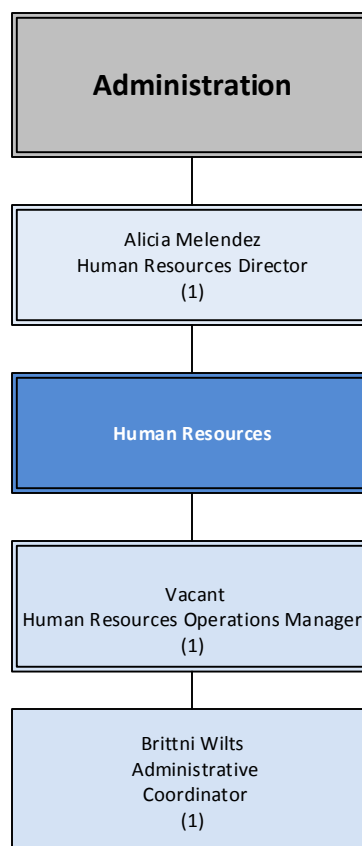 Administration
Alicia Melendez
Human Resources Director
(1)
Human Resources
Vacant
Human Resources Operations Manager
(1)
Brittni Wilts
Administrative
Coordinator
(1)